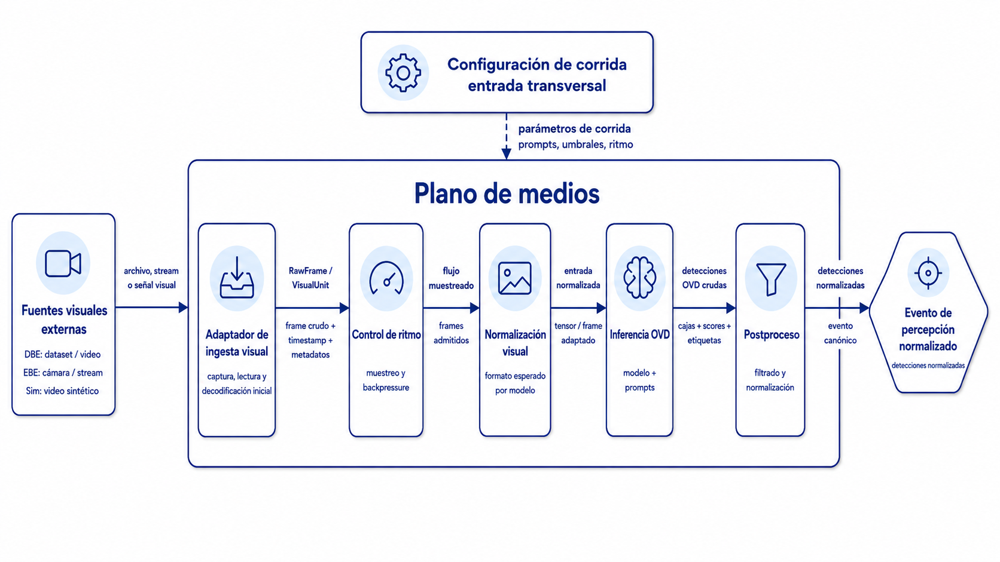 Configuración de corrida
entrada transversal
parámetros de corrida
prompts, umbrales, ritmo
Plano de medios
Fuentes visuales
externas
DBE: dataset / video
EBE: cámara / stream
Sim: video sintético
archivo, stream
o señal visual
Adaptador de
ingesta visual
captura, lectura y
decodificación inicial
RawFrame /
VisualUnit
frame crudo +
timestamp +
metadatos
Control de ritmo
muestreo y
backpressure
flujo
muestreado
frames
admitidos
Normalización
visual
formato esperado
por modelo
entrada
normalizada
tensor / frame
adaptado
Inferencia OVD
modelo +
prompts
detecciones
OVD crudas
cajas + scores +
etiquetas
Postproceso
filtrado y
normalización
detecciones
normalizadas
evento
canónico
Evento de
percepción
normalizado
detecciones normalizadas